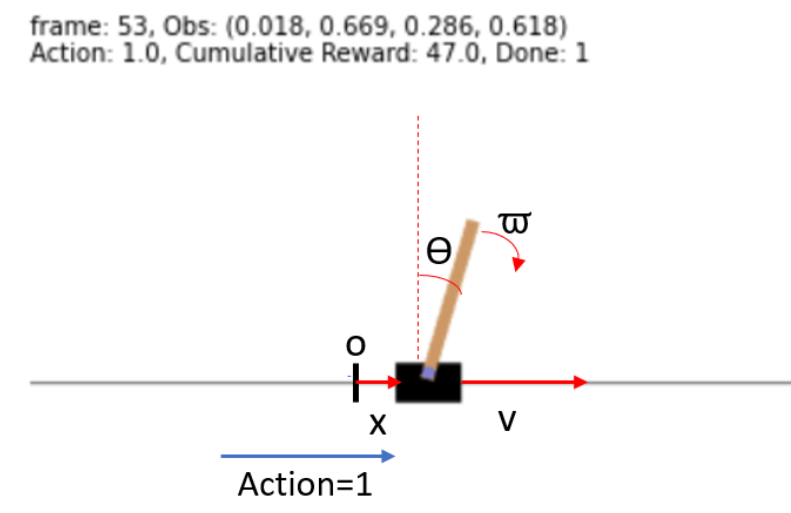 frame: 53, Obs: (0.018, 0.669, 0.286, 0.618)
Action: 1.0, Cumulative Reward: 47.0, Done: 1
ϖ
Θ
O
X
V
Action=1